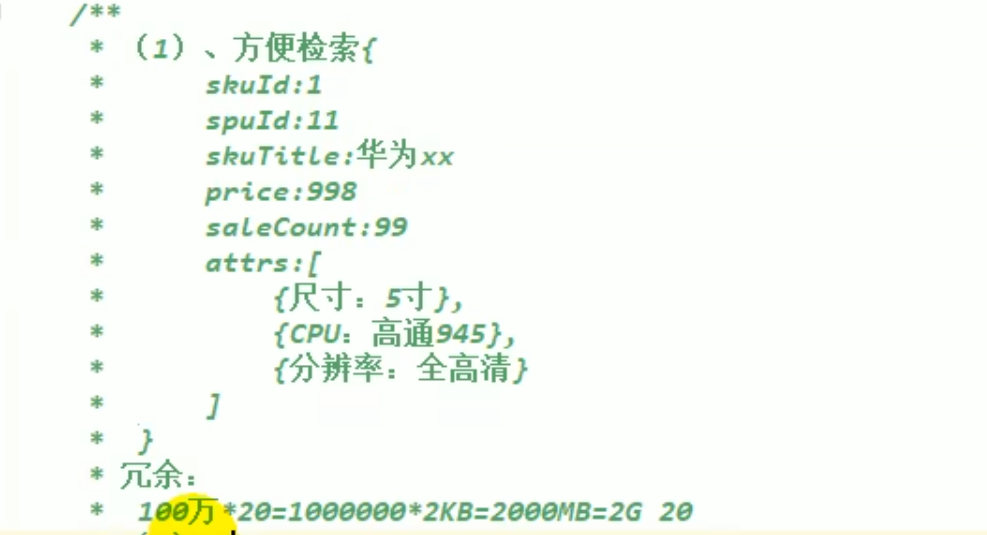 /**
* （1）、方便检索{
* skuId:1
* spuId:11
* skuTitle:华为xx
* price:998
* saleCount:99
* attrs:[
* {尺寸：5寸},
* {CPU：高通945},
* {分辨率：全高清}
* ]
* }
* 冗余：
* 100万*20=1000000*2KB=2000MB=2G 20